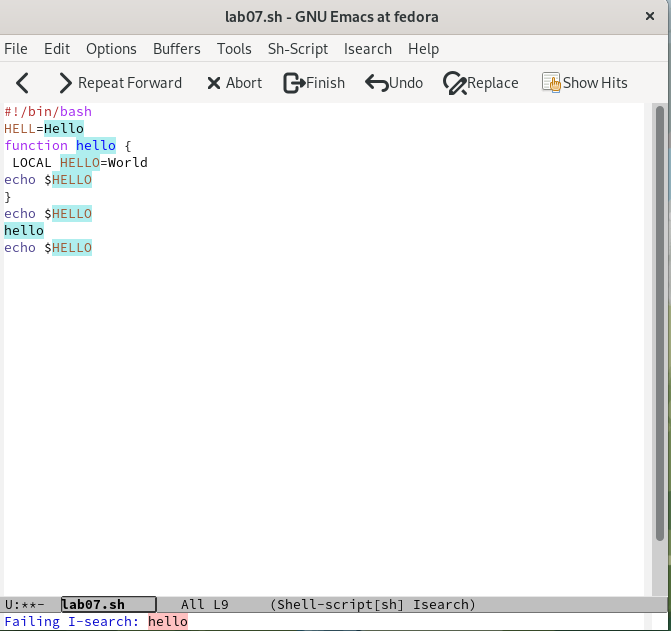 lab07.sh - GNU Emacs at fedora
File Edit Options Buffers Tools Sh-Script Isearch Help
Repeat Forward Abort Finish Undo Replace Show Hits
#!/bin/bash
HELL=Hello
function hello {
 LOCAL HELLO=World
echo $HELLO
}
echo $HELLO
hello
echo $HELLO
U:**- lab07.sh All L9 (Shell-script[sh] Isearch)
Failing I-search: hello